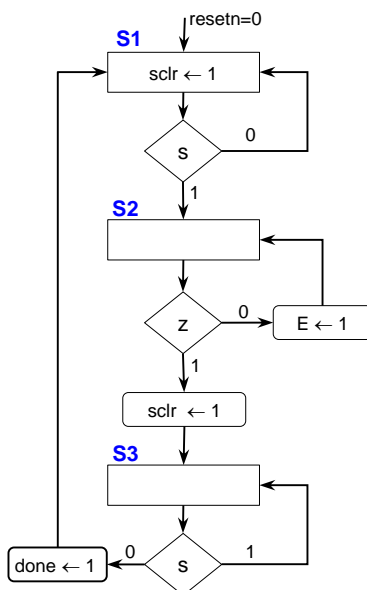 resetn=0
S1
sclr ← 1
0
s
1
S2
0
z
E ← 1
1
sclr ← 1
S3
0
1
done ← 1
s